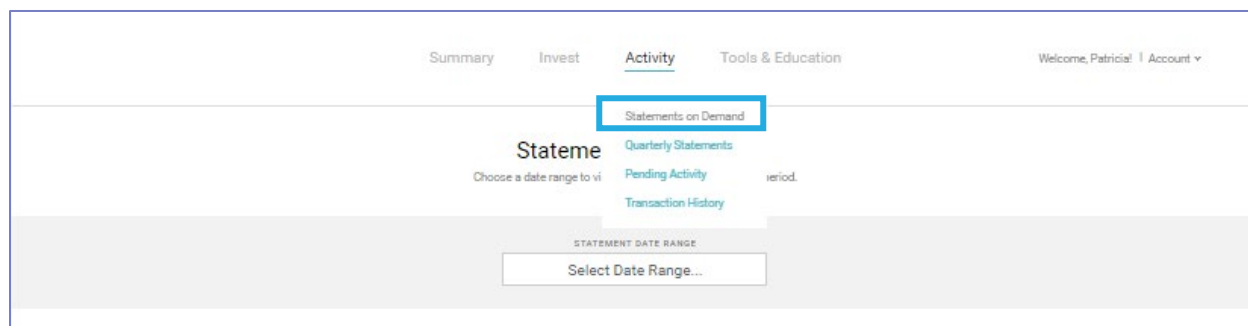 Summary Invest Activity Tools & Education Welcome, Patricia! | Account
Statements on Demand
Quarterly Statements
Pending Activity
Transaction History
Stateme
Choose a date range to vi eriod.
STATEMENT DATE RANGE
Select Date Range...